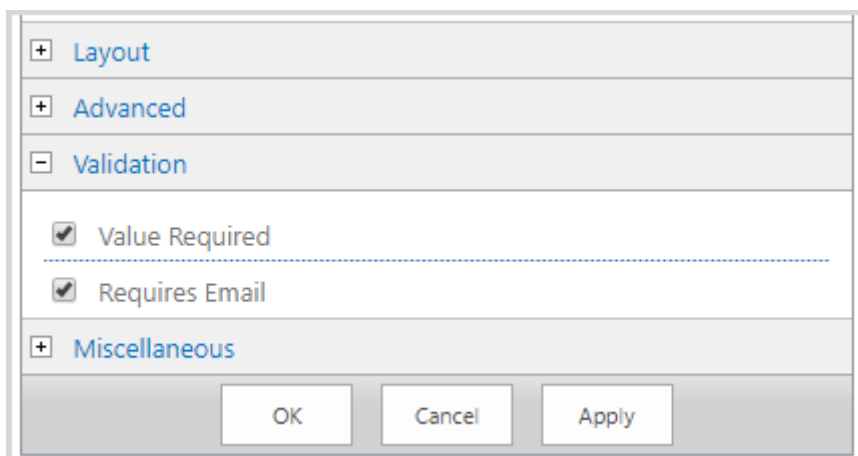 Layout
Advanced
Validation
Value Required
Requires Email
Miscellaneous
OK Cancel Apply